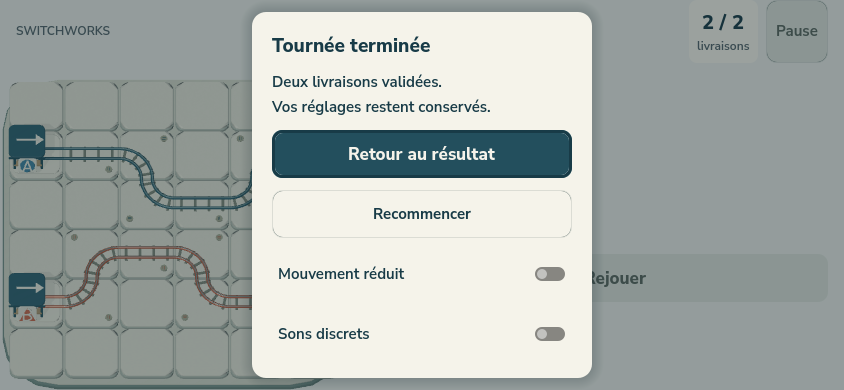 SWITCHWORKS
2 / 2
livraisons
Pause
Tournée terminée
Deux livraisons validées.
Vos réglages restent conservés.
Retour au résultat
Recommencer
Mouvement réduit
Sons discrets
Rejouer
A
B